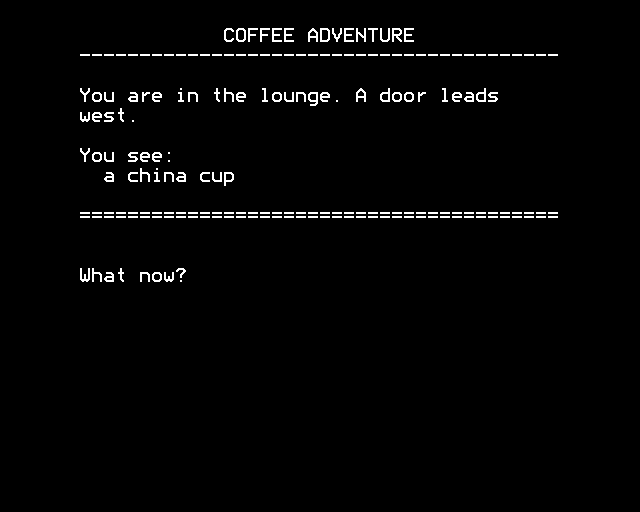 COFFEE ADVENTURE
----------------------------------------
You are in the lounge. A door leads
west.
You see:
a china cup
========================================
What now?